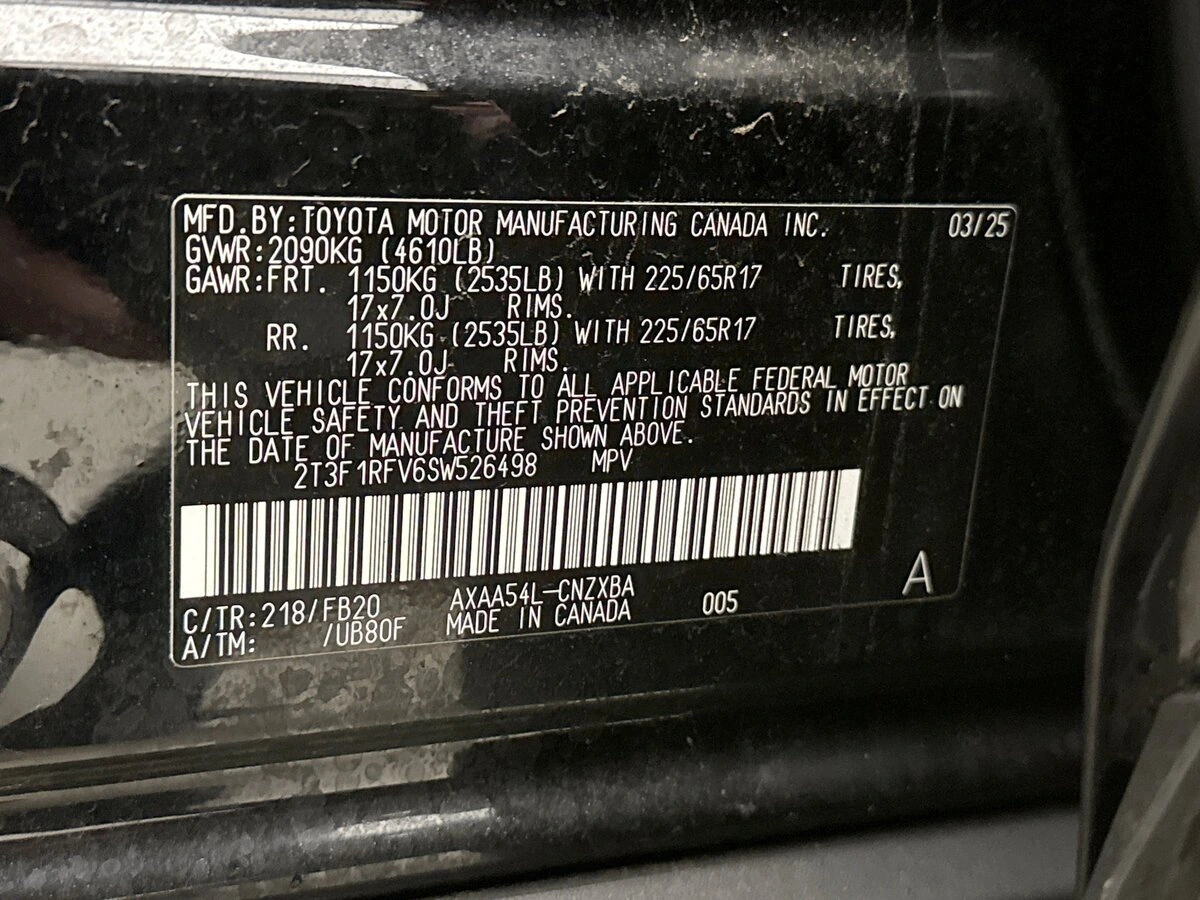 MFD.BY:TOYOTA MOTOR MANUFACTURING CANADA INC. 03/25
GVWR:2090KG (4610LB)
GAWR:FRT. 1150KG (2535LB) WITH 225/65R17 TIRES,
17x7.0J RIMS.
RR. 1150KG (2535LB) WITH 225/65R17 TIRES,
17x7.0J RIMS.
THIS VEHICLE CONFORMS TO ALL APPLICABLE FEDERAL MOTOR
VEHICLE SAFETY AND THEFT PREVENTION STANDARDS IN EFFECT ON
THE DATE OF MANUFACTURE SHOWN ABOVE.
2T3F1RFV6SW526498 MPV
C/TR:218/FB20 AXAA54L-CNZXBA 005 A
A/TM: /UB80F MADE IN CANADA